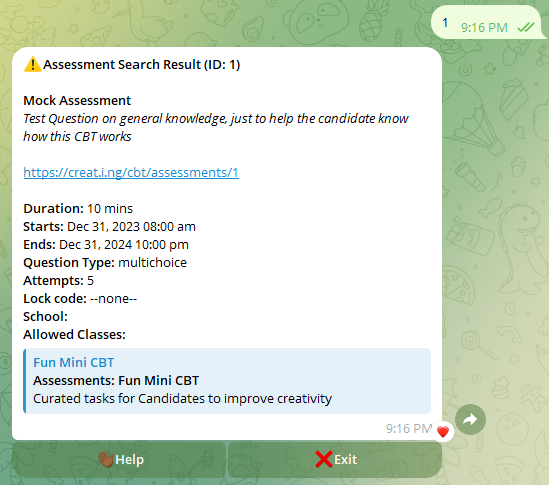 1 9:16 PM
⚠️Assessment Search Result (ID: 1)
Mock Assessment
Test Question on general knowledge, just to help the candidate know
how this CBT works
https://creat.i.ng/cbt/assessments/1
Duration: 10 mins
Starts: Dec 31, 2023 08:00 am
Ends: Dec 31, 2024 10:00 pm
Question Type: multichoice
Attempts: 5
Lock code: --none--
School:
Allowed Classes:
Fun Mini CBT
Assessments: Fun Mini CBT
Curated tasks for Candidates to improve creativity
9:16 PM
👋🏿Help
❌Exit